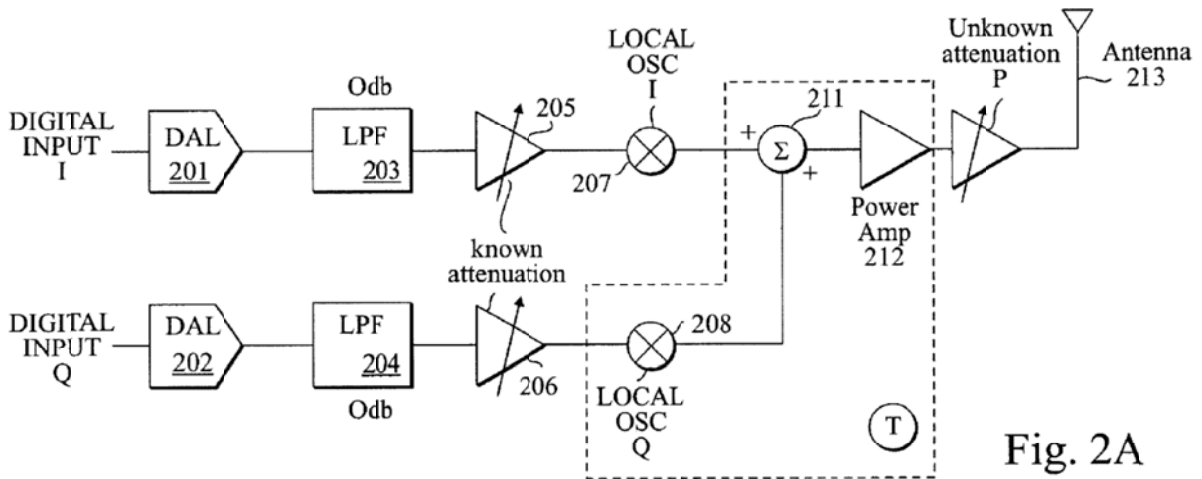 LOCAL
OSC
I
Unknown
attenuation
P
Antenna
213
Odb
205
211
DIGITAL
INPUT
I
DAL
201
LPF
203
+
Σ
+
207
Power
Amp
212
known
attenuation
DIGITAL
INPUT
Q
DAL
202
LPF
204
208
206
Odb
LOCAL
OSC
Q
T
Fig. 2A